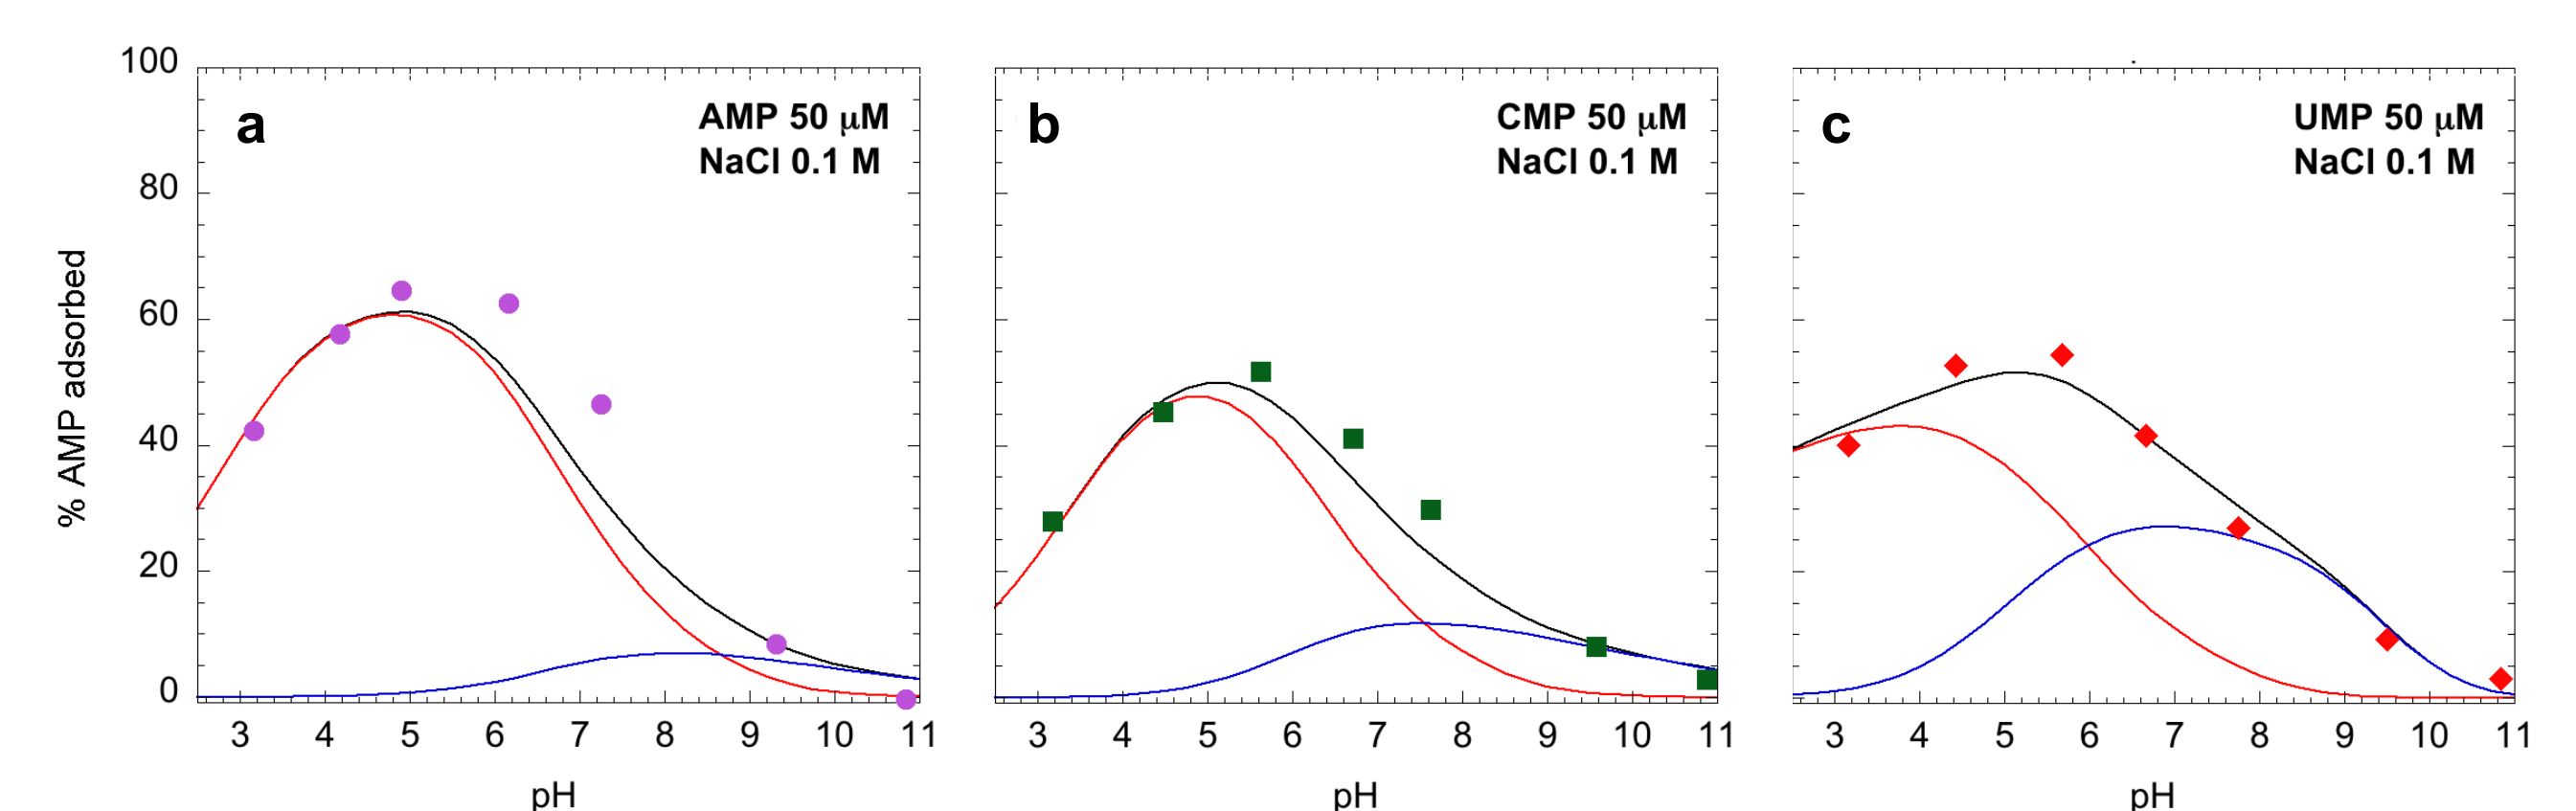 a
AMP 50 μM
NaCl 0.1 M
b
CMP 50 μM
NaCl 0.1 M
c
UMP 50 μM
NaCl 0.1 M
% AMP adsorbed
100
80
60
40
20
0
3 4 5 6 7 8 9 10 11
3 4 5 6 7 8 9 10 11
3 4 5 6 7 8 9 10 11
pH
pH
pH